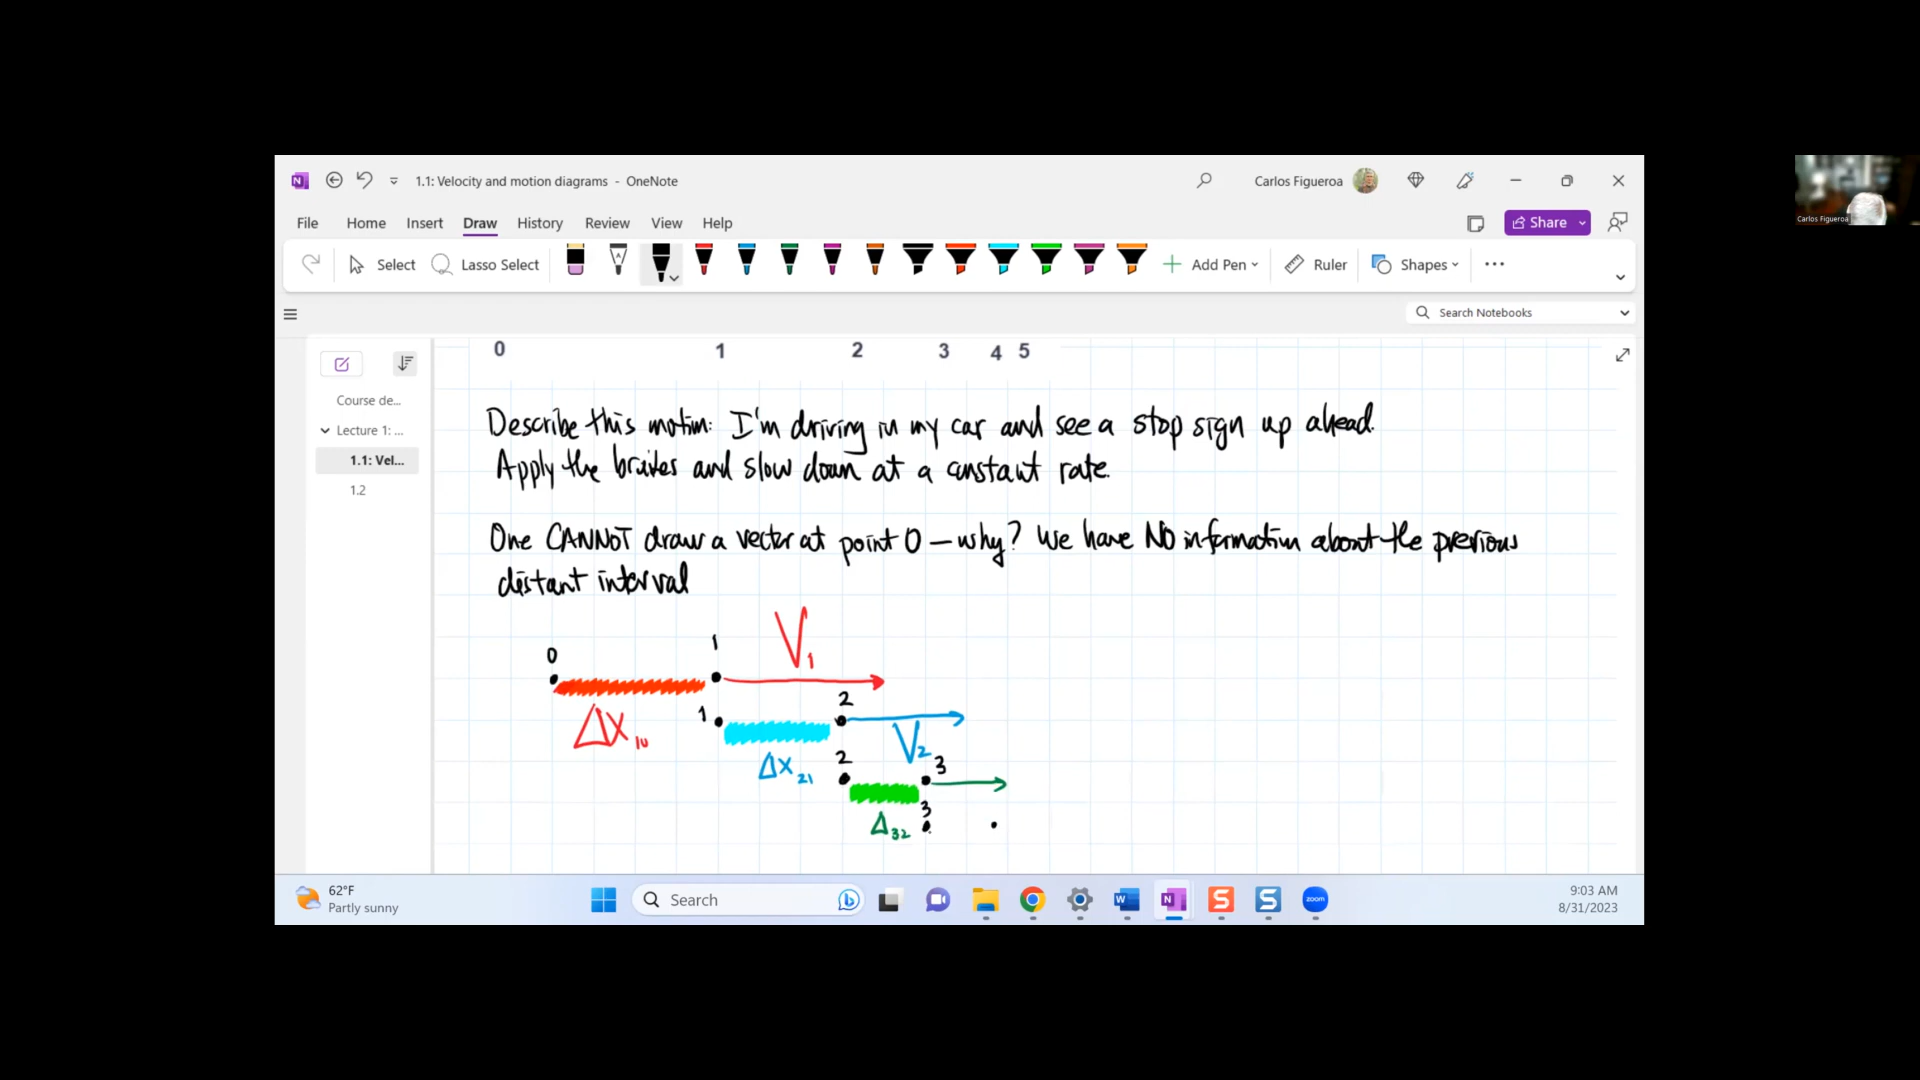 1.1: Velocity and motion diagrams - OneNote
Carlos Figueroa
File Home Insert Draw History Review View Help
Share
Select Lasso Select
Add Pen Ruler Shapes
Search Notebooks
0 1 2 3 4 5
Course de...
Lecture 1: ...
1.1: Vel...
1.2
Describe this motion: I'm driving in my car and see a stop sign up ahead.
Apply the brakes and slow down at a constant rate.
One CANNOT draw a vector at point 0 – why? We have NO information about the previous
distant interval
V1
0 1
ΔX10
1 2
V2
ΔX21
2 3
Δ32
3
62°F
Partly sunny
Search
zoom
9:03 AM
8/31/2023
Carlos Figueroa